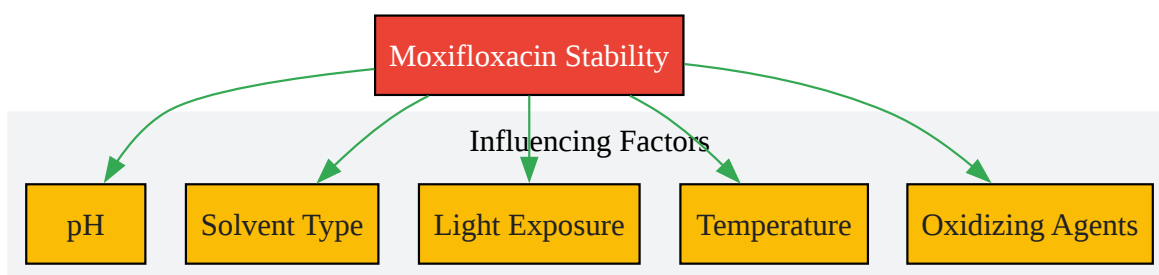 Moxifloxacin Stability
Influencing Factors
pH
Solvent Type
Light Exposure
Temperature
Oxidizing Agents